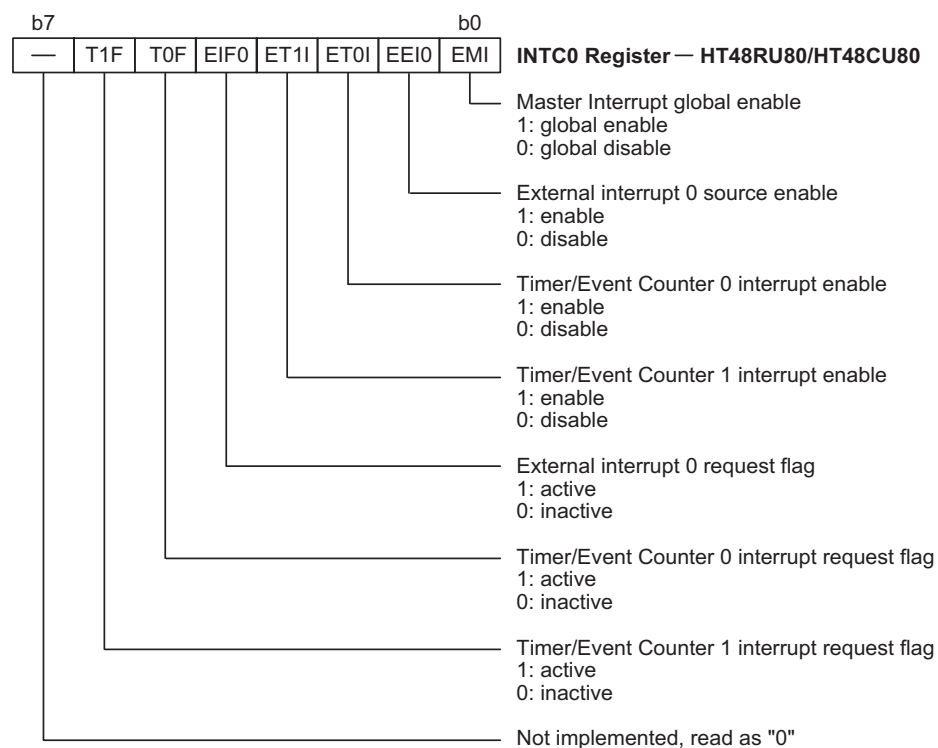 b7 b0
— T1F T0F EIF0 ET1I ET0I EEI0 EMI INTC0 Register — HT48RU80/HT48CU80
Master Interrupt global enable
1: global enable
0: global disable
External interrupt 0 source enable
1: enable
0: disable
Timer/Event Counter 0 interrupt enable
1: enable
0: disable
Timer/Event Counter 1 interrupt enable
1: enable
0: disable
External interrupt 0 request flag
1: active
0: inactive
Timer/Event Counter 0 interrupt request flag
1: active
0: inactive
Timer/Event Counter 1 interrupt request flag
1: active
0: inactive
Not implemented, read as "0"